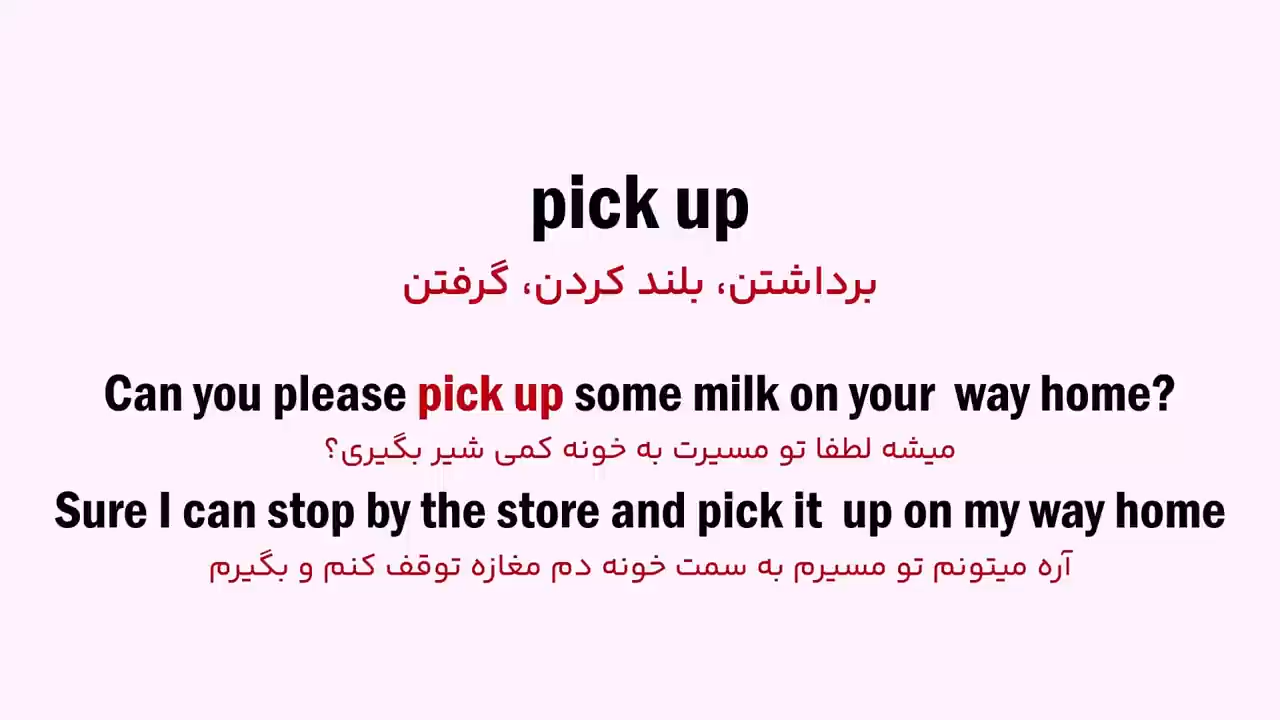 pick up
برداشتن، بلند کردن، گرفتن
Can you please pick up some milk on your  way home?
میشه لطفا تو مسیرت به خونه کمی شیر بگیری؟
Sure I can stop by the store and pick it  up on my way home
آره میتونم تو مسیرم به سمت خونه دم مغازه توقف کنم و بگیرم